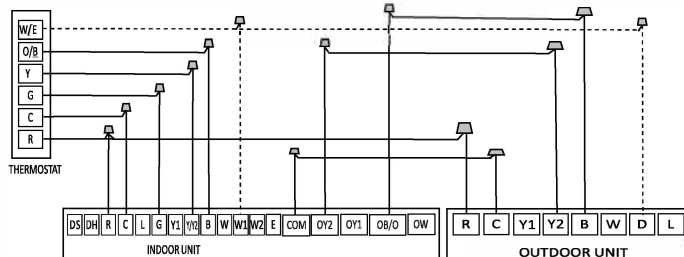 W/E
O/B
Y
G
C
R
THERMOSTAT
DS DH R C L G Y1 Y/Y2 B W W1 W2 E COM OY2 OY1 OB/O OW
INDOOR UNIT
R C Y1 Y2 B W D L
OUTDOOR UNIT